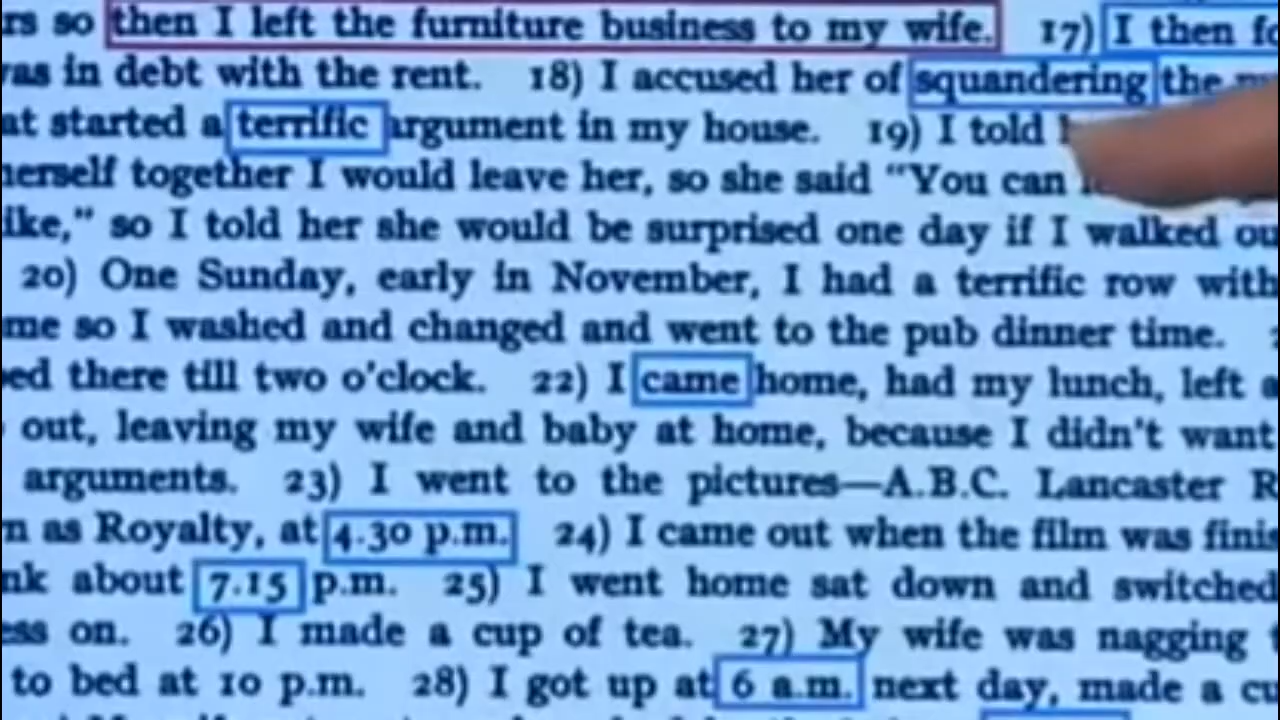 rs so then I left the furniture business to my wife. 17) I then fo
was in debt with the rent. 18) I accused her of squandering the
at started a terrific argument in my house. 19) I told
herself together I would leave her, so she said "You can
ike," so I told her she would be surprised one day if I walked ou
20) One Sunday, early in November, I had a terrific row with
me so I washed and changed and went to the pub dinner time.
ed there till two o'clock. 22) I came home, had my lunch, left a
out, leaving my wife and baby at home, because I didn't want
arguments. 23) I went to the pictures—A.B.C. Lancaster R
n as Royalty, at 4.30 p.m. 24) I came out when the film was finis
nk about 7.15 p.m. 25) I went home sat down and switched
ess on. 26) I made a cup of tea. 27) My wife was nagging
to bed at 10 p.m. 28) I got up at 6 a.m. next day, made a cu